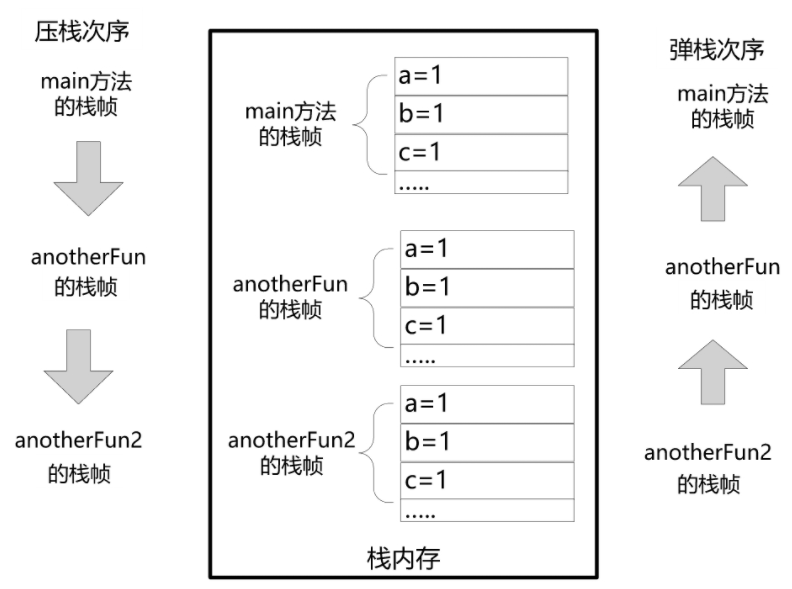 压栈次序
main方法
的栈帧
anotherFun
的栈帧
anotherFun2
的栈帧
main方法
的栈帧
a=1
b=1
c=1
.....
anotherFun
的栈帧
a=1
b=1
c=1
.....
anotherFun2
的栈帧
a=1
b=1
c=1
.....
栈内存
弹栈次序
main方法
的栈帧
anotherFun
的栈帧
anotherFun2
的栈帧